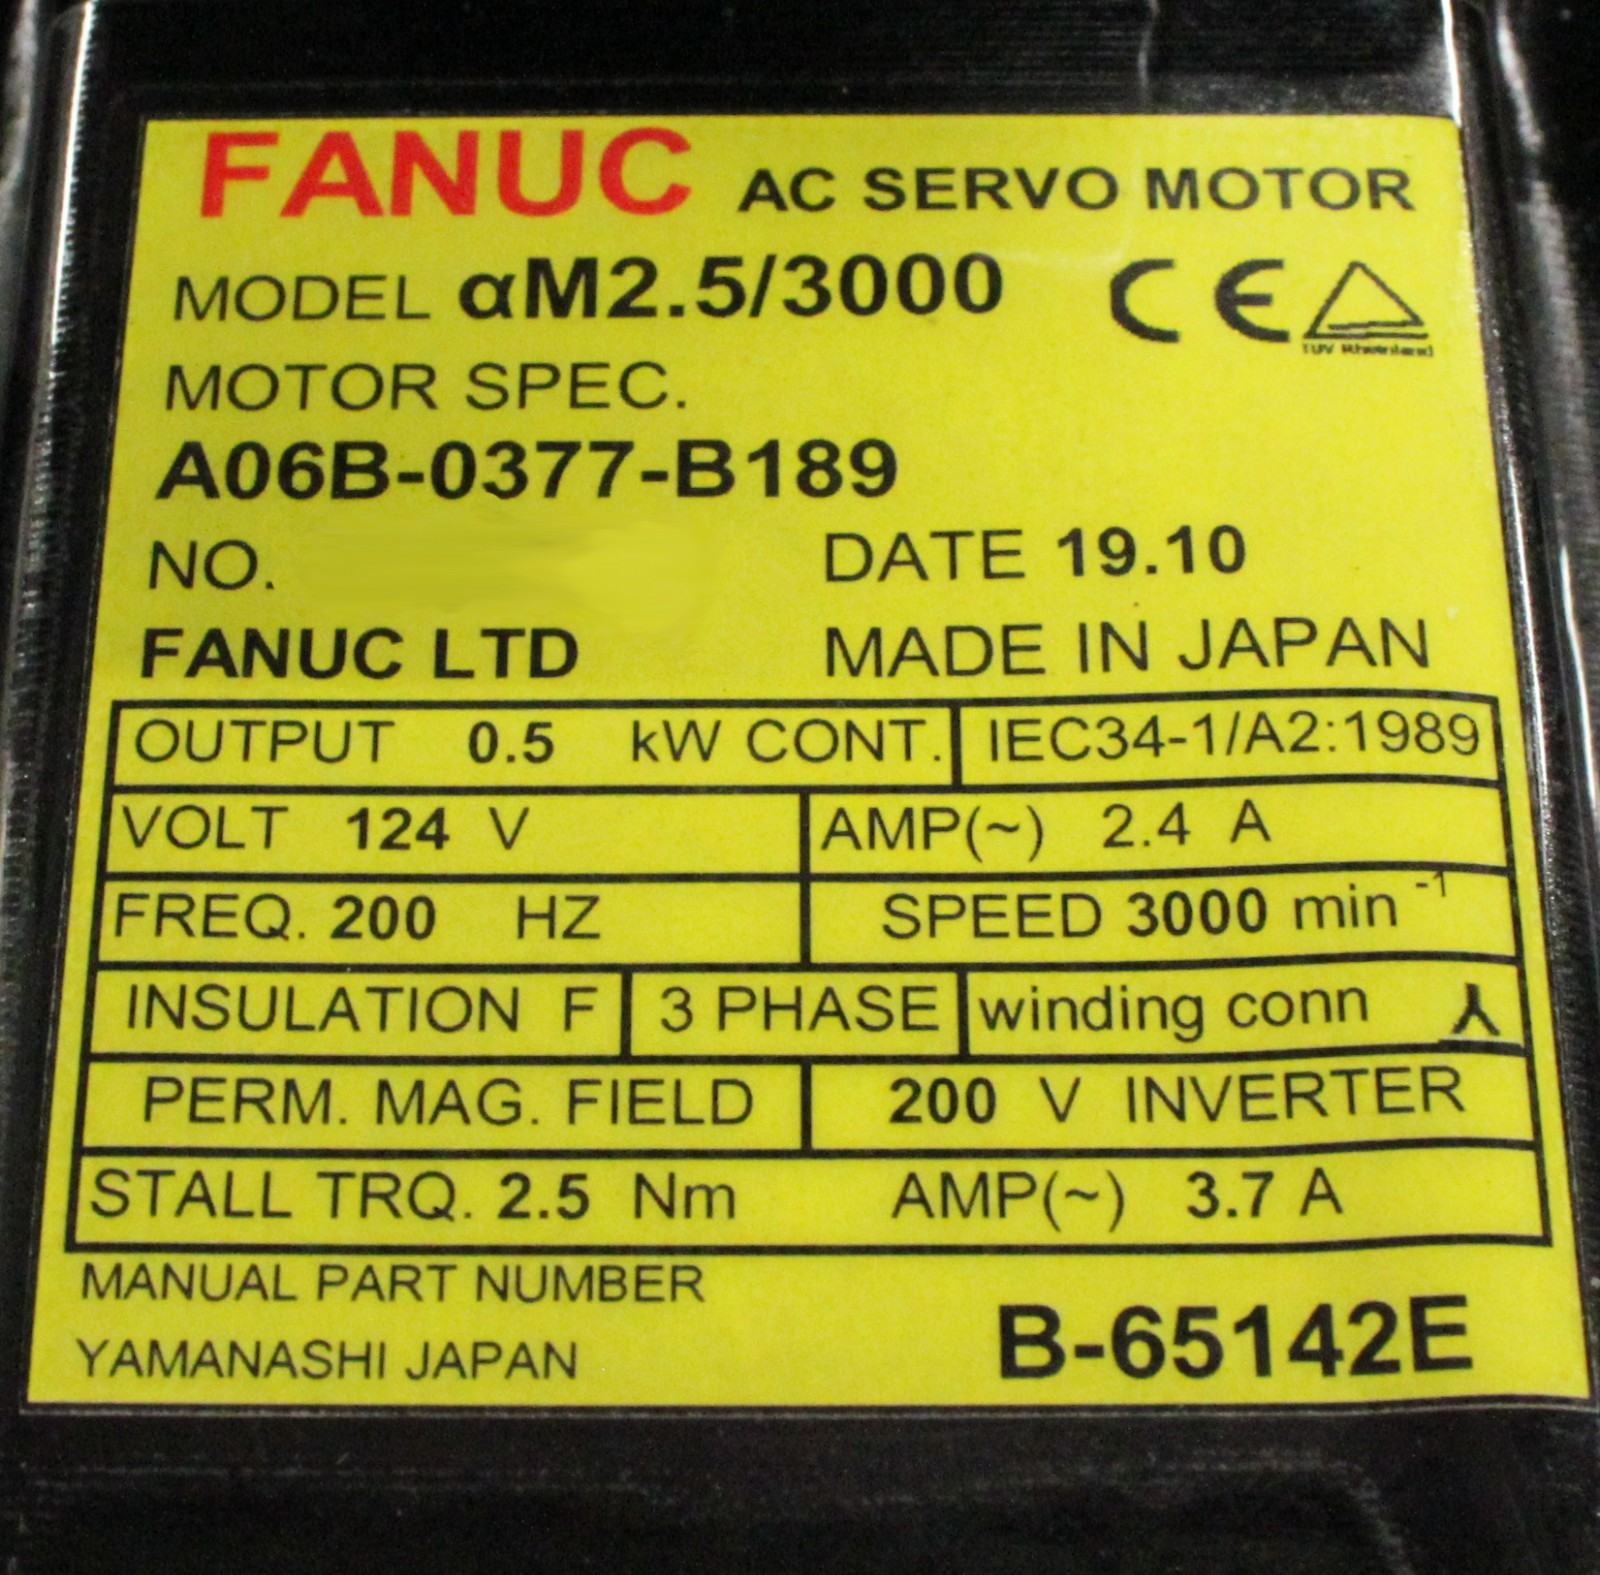 FANUC AC SERVO MOTOR
MODEL αM2.5/3000 CE
TUV Rheinland
MOTOR SPEC.
A06B-0377-B189
NO. DATE 19.10
FANUC LTD MADE IN JAPAN
OUTPUT 0.5 kW CONT. IEC34-1/A2:1989
VOLT 124 V AMP(~) 2.4 A
FREQ. 200 HZ SPEED 3000 min⁻¹
INSULATION F 3 PHASE winding conn
PERM. MAG. FIELD 200 V INVERTER
STALL TRQ. 2.5 Nm AMP(~) 3.7 A
MANUAL PART NUMBER
YAMANASHI JAPAN B-65142E